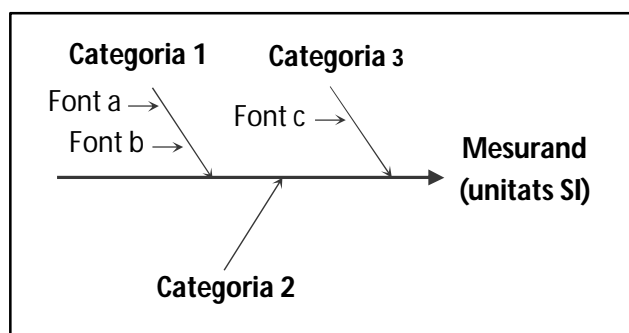 Categoria 1
Categoria 3
Font a
Font b
Font c
Mesurand
(unitats SI)
Categoria 2